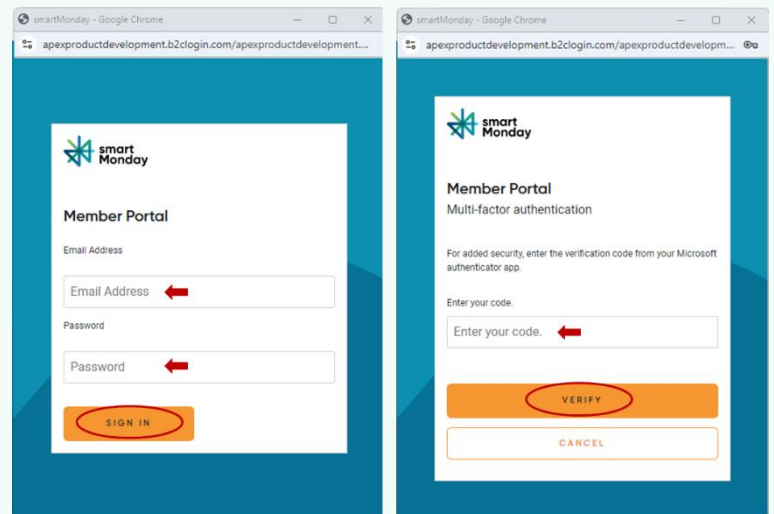 smartMonday - Google Chrome
apexproductdevelopment.b2clogin.com/apexproductdevelopment....
smart
Monday
Member Portal
Email Address
Email Address
Password
Password
SIGN IN
smartMonday - Google Chrome
apexproductdevelopment.b2clogin.com/apexproductdevelopm...
smart
Monday
Member Portal
Multi-factor authentication
For added security, enter the verification code from your Microsoft
authenticator app.
Enter your code.
Enter your code.
VERIFY
CANCEL